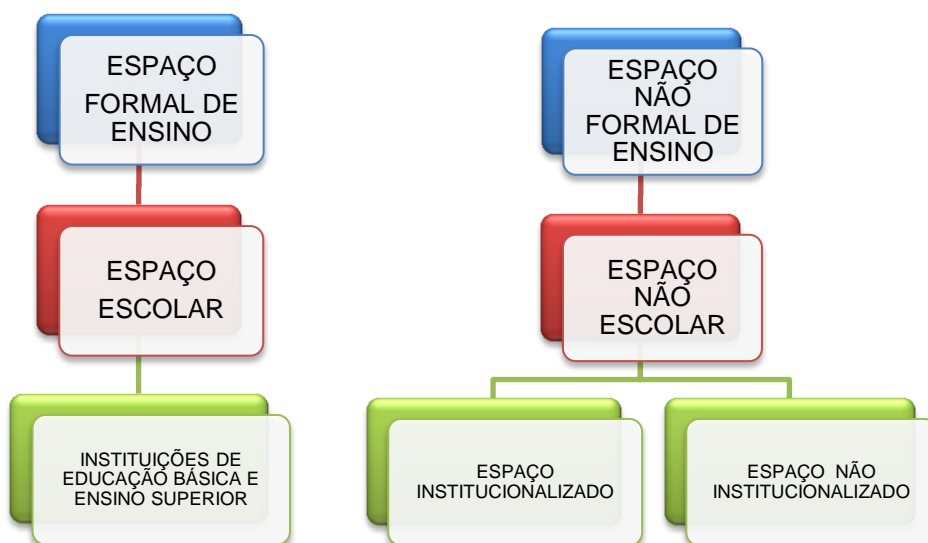 ESPAÇO
FORMAL DE
ENSINO
ESPAÇO
ESCOLAR
INSTITUIÇÕES DE
EDUCAÇÃO BÁSICA E
ENSINO SUPERIOR
ESPAÇO
NÃO
FORMAL DE
ENSINO
ESPAÇO
NÃO
ESCOLAR
ESPAÇO
INSTITUCIONALIZADO
ESPAÇO NÃO
INSTITUCIONALIZADO